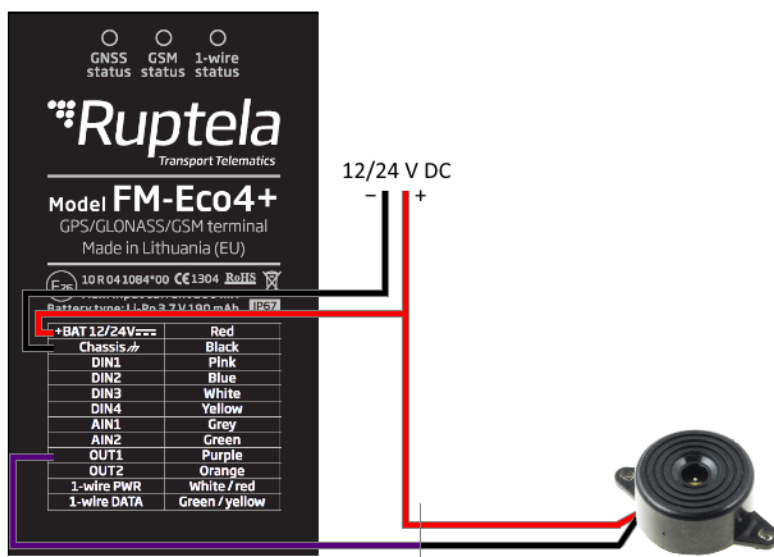 GNSS GSM 1-wire
status status status
Ruptela
Transport Telematics
Model FM-Eco4+
GPS/GLONASS/GSM terminal
Made in Lithuania (EU)
10 R 04 1084*00 CE1304 RoHS
Battery type: Li-Po 3.7 V 190 mAh IP67
12/24 V DC
− +
+BAT 12/24V Red
Chassis Black
DIN1 Pink
DIN2 Blue
DIN3 White
DIN4 Yellow
AIN1 Grey
AIN2 Green
OUT1 Purple
OUT2 Orange
1-wire PWR White / red
1-wire DATA Green / yellow